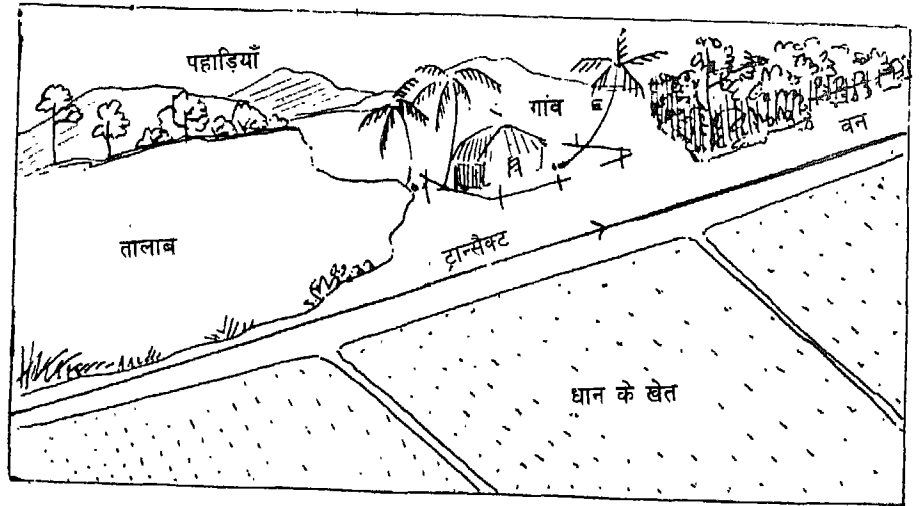 पहाड़ियाँ
गांव
वन
तालाब
ट्रान्सैक्ट
धान के खेत